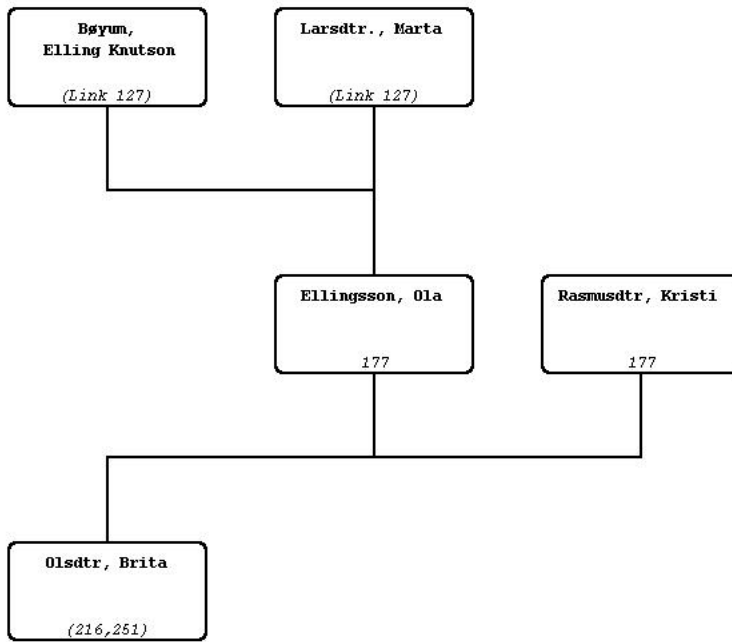 Bøyum,
Elling Knutson
(Link 127)
Larsdtr., Marta
(Link 127)
Ellingsson, Ola
177
Rasmusdtr, Kristi
177
Olsdtr, Brita
(216,251)